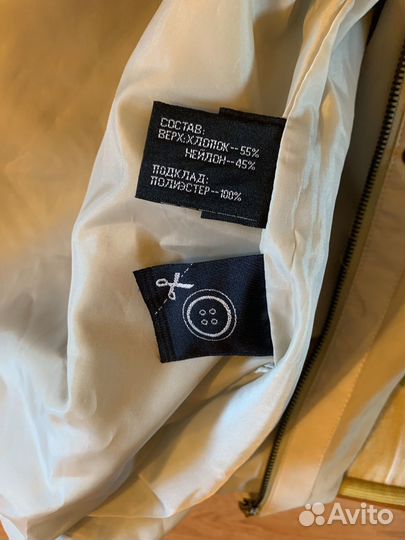 СОСТАВ:
ВЕРХ:ХЛОПОК--55%
НЕЙЛОН--45%
ПОДКЛАД:
ПОЛИЭСТЕР--100%
Avito